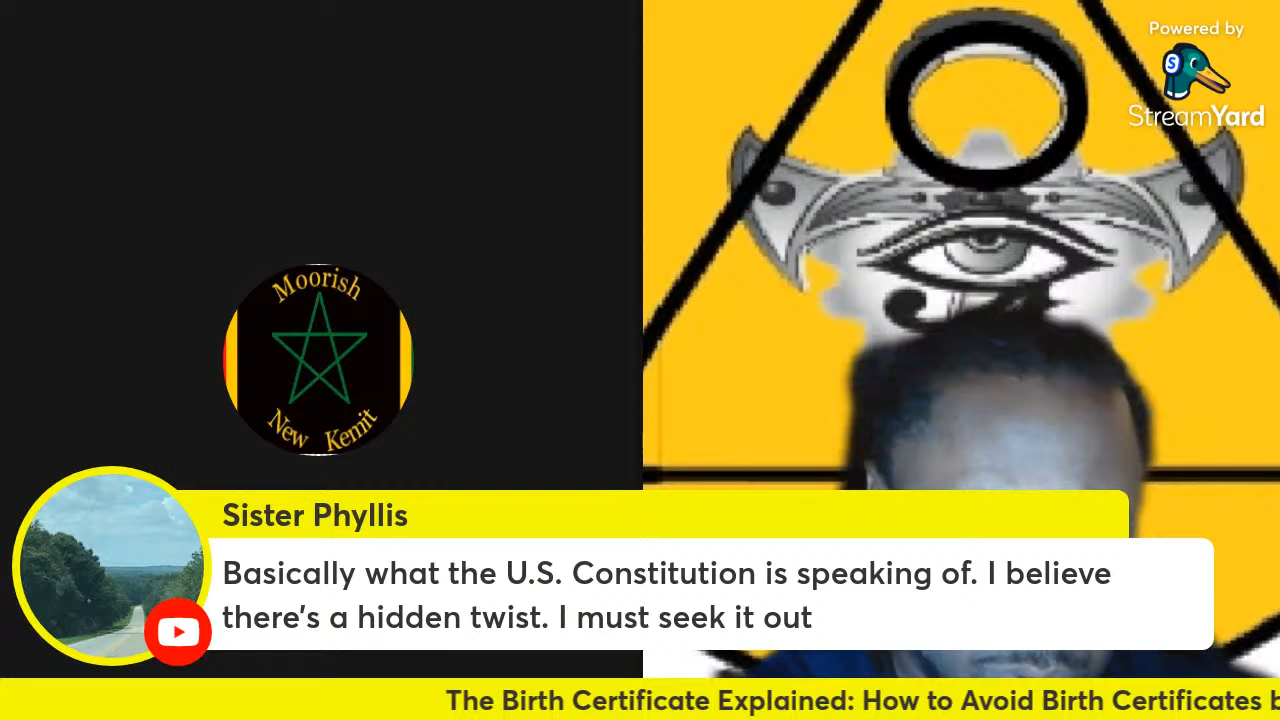 Powered by
StreamYard
Moorish
New Kemit
Sister Phyllis
Basically what the U.S. Constitution is speaking of. I believe
there's a hidden twist. I must seek it out
The Birth Certificate Explained: How to Avoid Birth Certificates